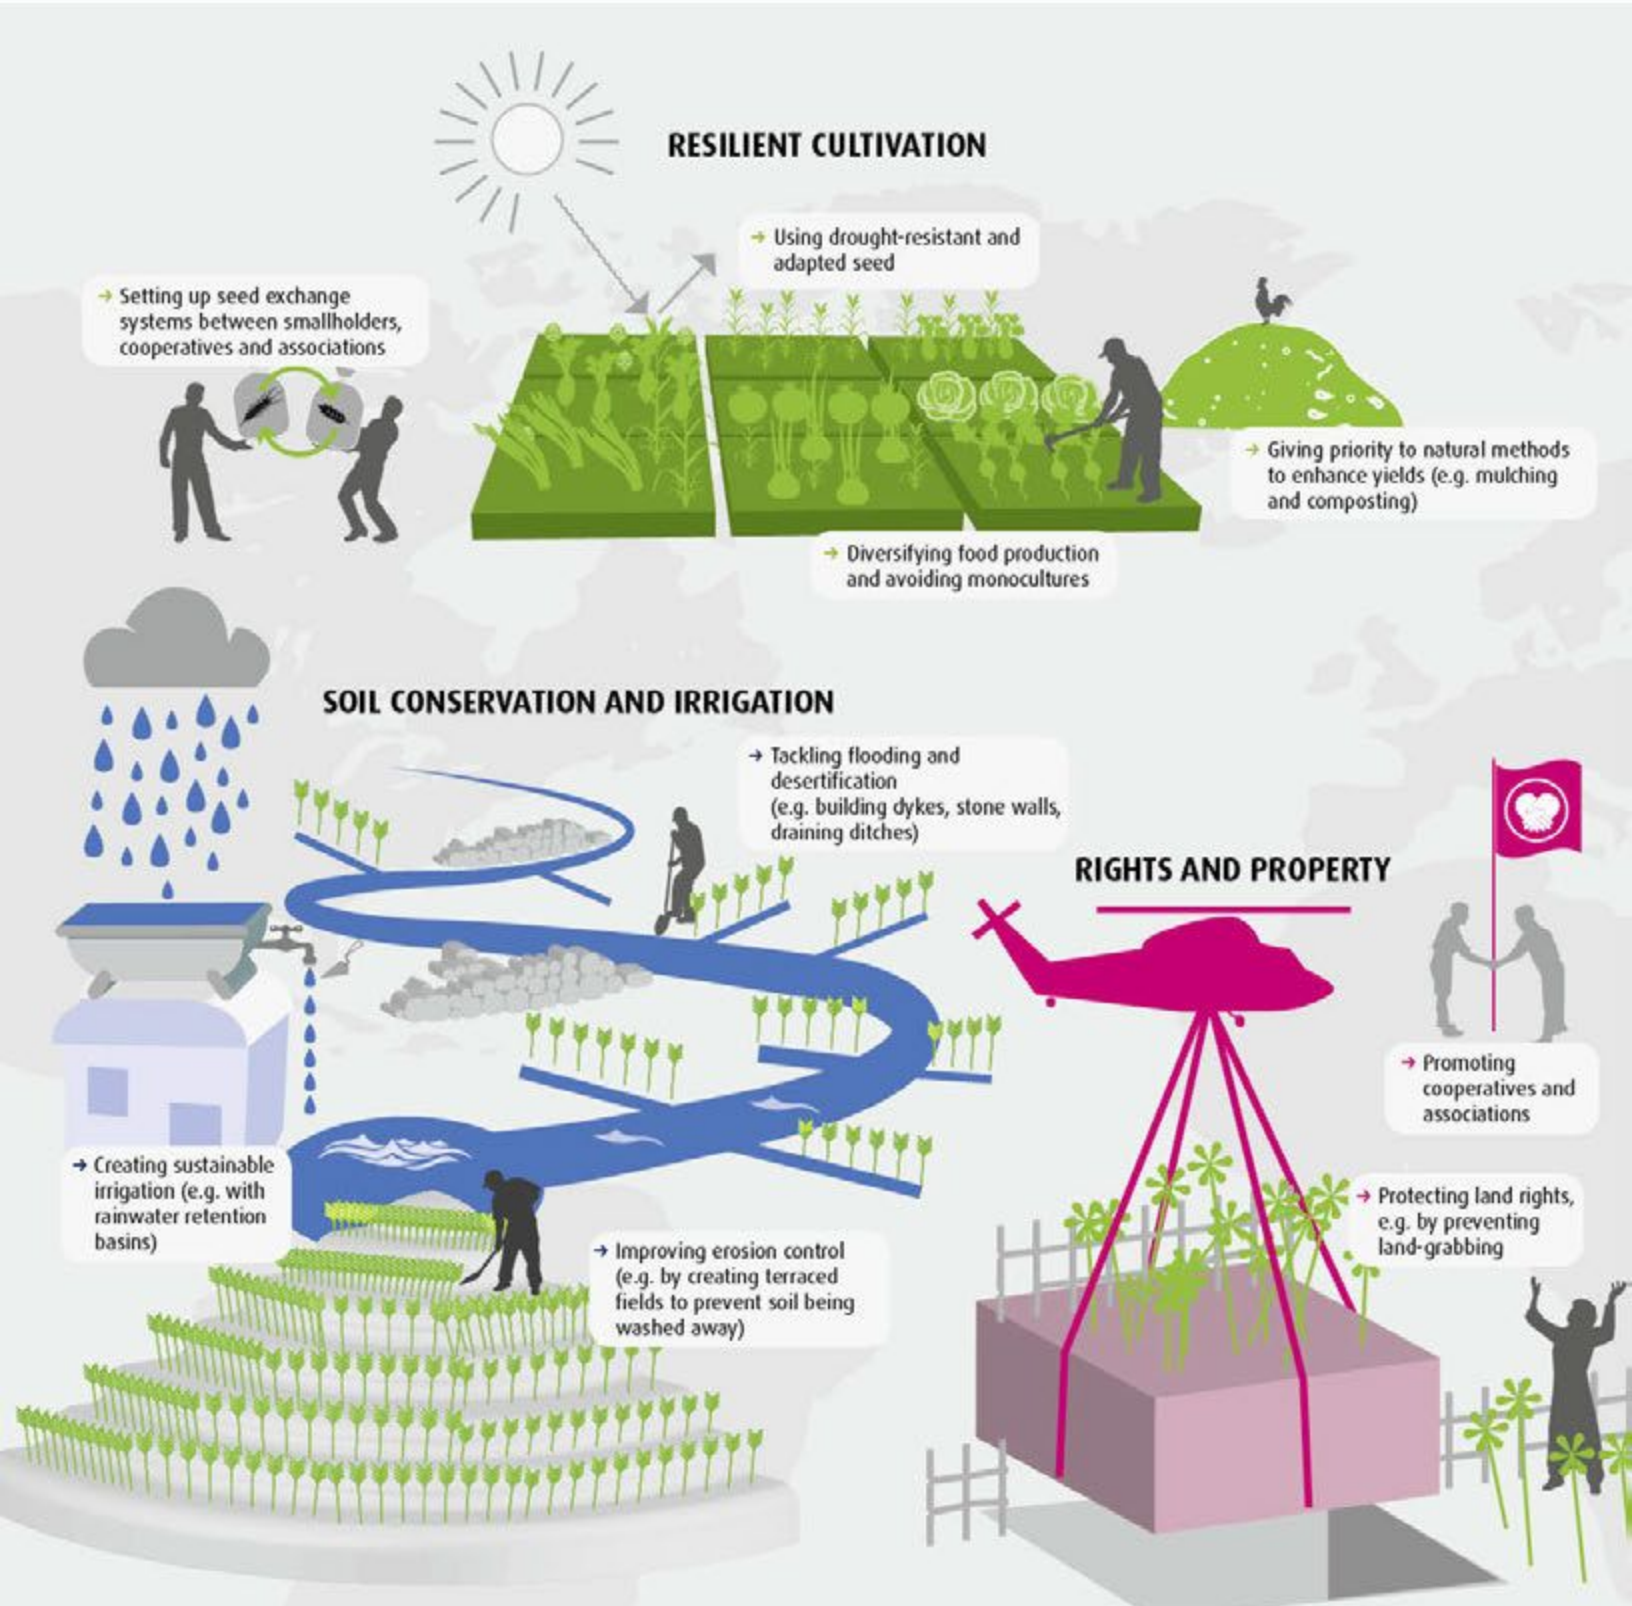 RESILIENT CULTIVATION
→ Using drought-resistant and
adapted seed
→ Setting up seed exchange
systems between smallholders,
cooperatives and associations
→ Giving priority to natural methods
to enhance yields (e.g. mulching
and composting)
→ Diversifying food production
and avoiding monocultures
SOIL CONSERVATION AND IRRIGATION
→ Tackling flooding and
desertification
(e.g. building dykes, stone walls,
draining ditches)
→ Creating sustainable
irrigation (e.g. with
rainwater retention
basins)
→ Improving erosion control
(e.g. by creating terraced
fields to prevent soil being
washed away)
RIGHTS AND PROPERTY
→ Promoting
cooperatives and
associations
→ Protecting land rights,
e.g. by preventing
land-grabbing